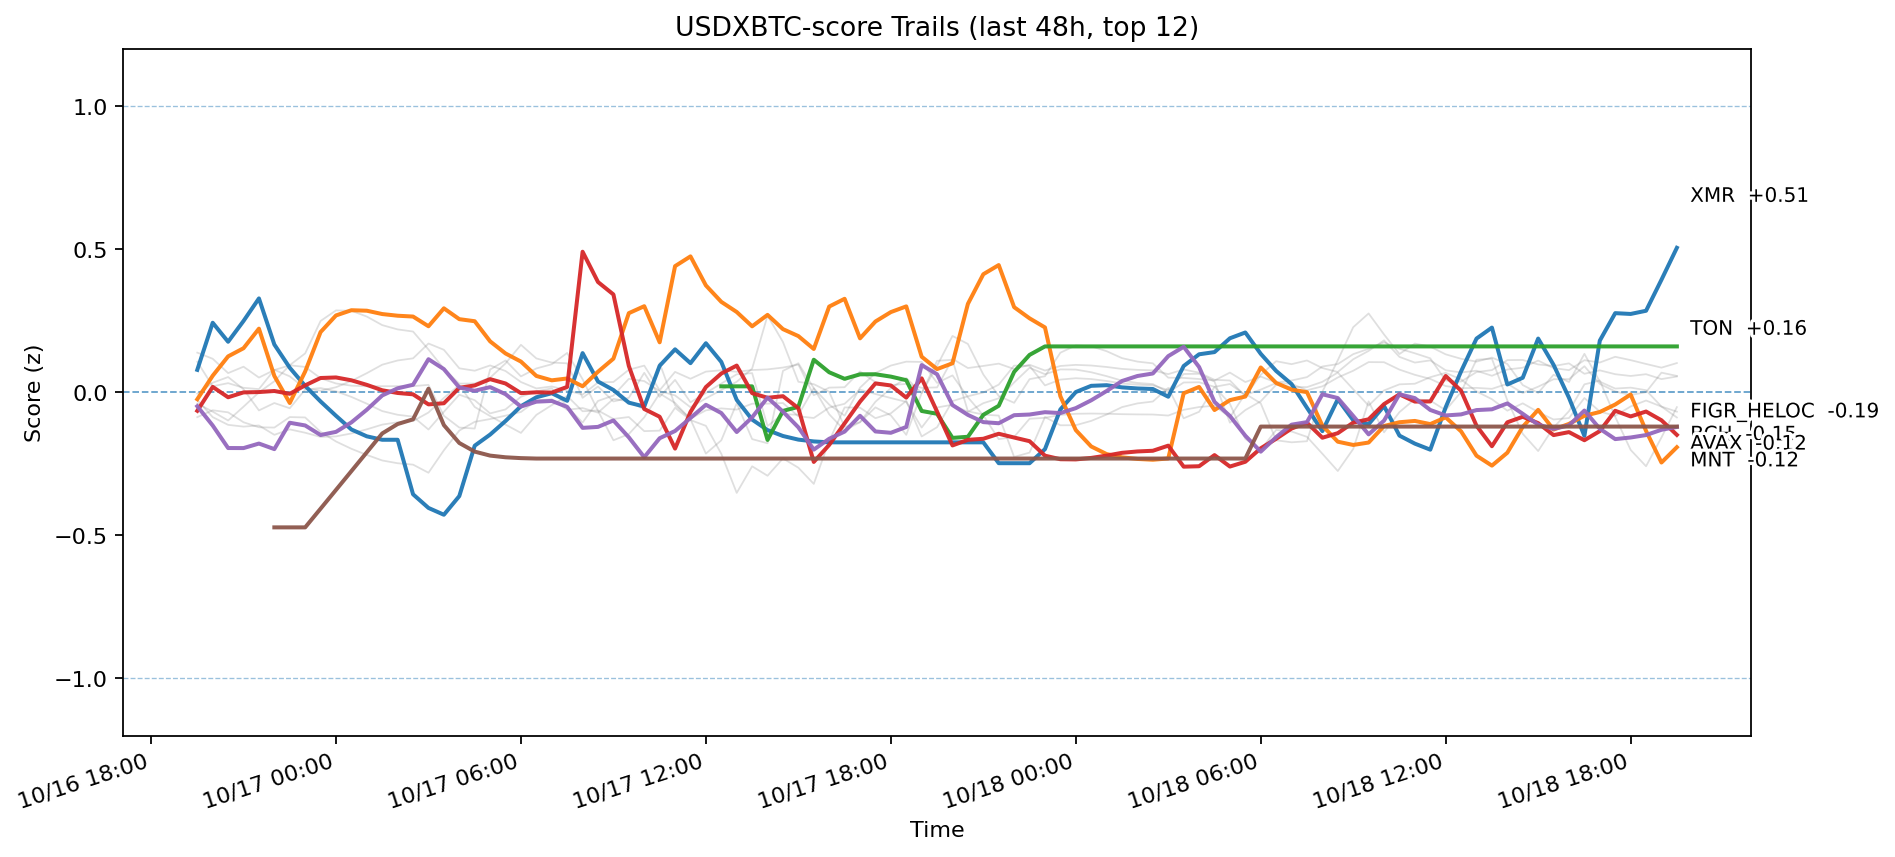 USDXBTC-score Trails (last 48h, top 12)
Score (z)
1.0
0.5
0.0
−0.5
−1.0
XMR +0.51
TON +0.16
FIGR_HELOC -0.19
BCH -0.15
AVAX -0.12
MNT -0.12
10/16 18:00
10/17 00:00
10/17 06:00
10/17 12:00
10/17 18:00
10/18 00:00
10/18 06:00
10/18 12:00
10/18 18:00
Time